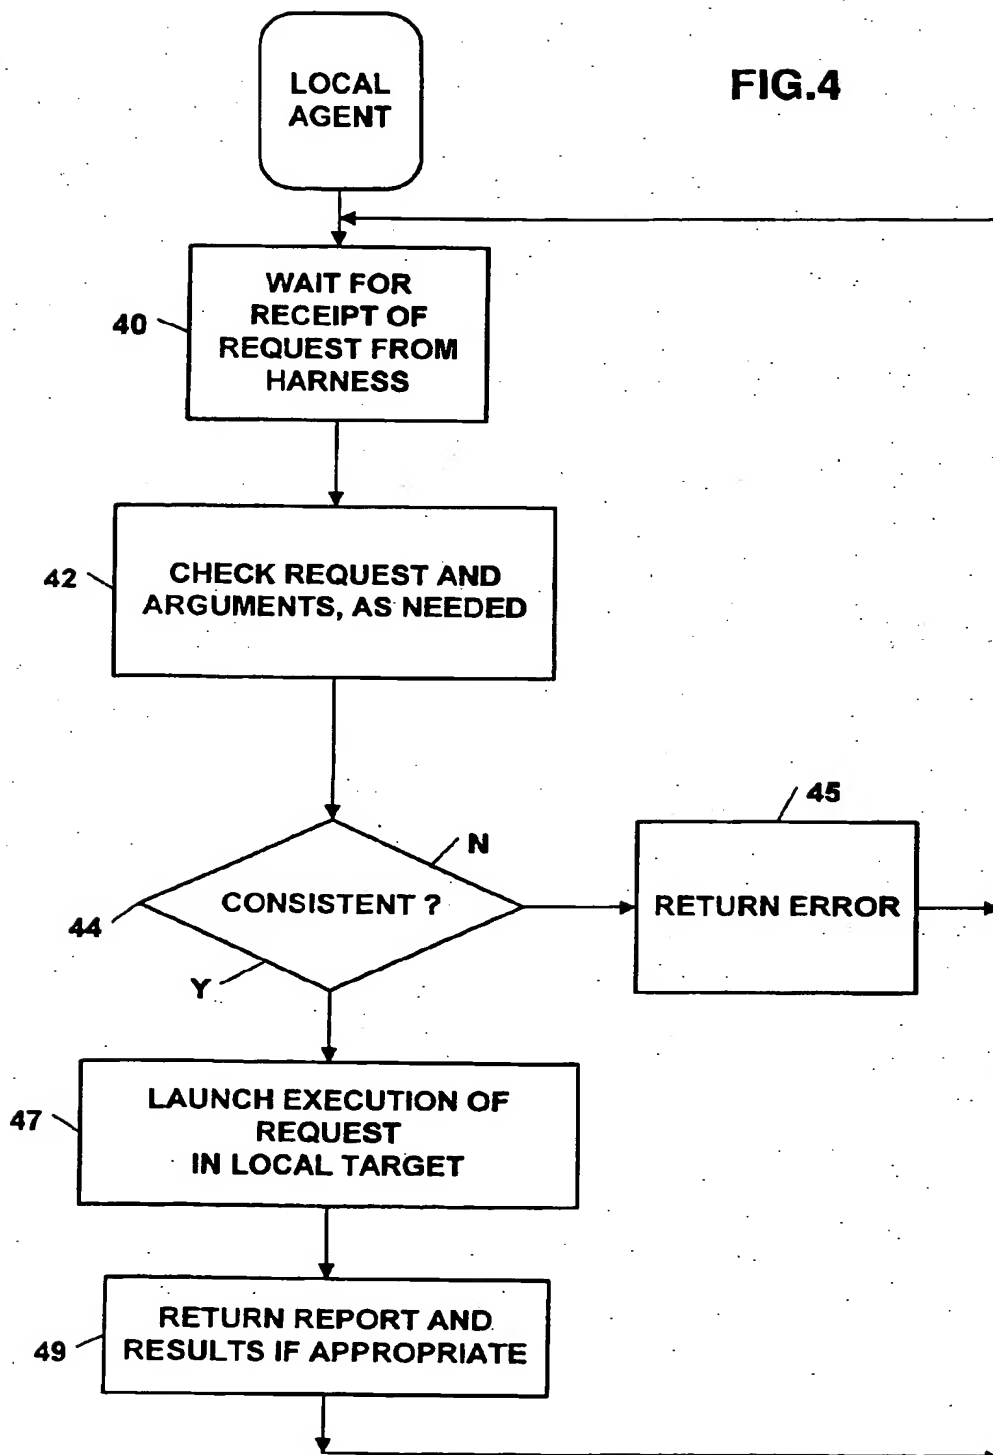 LOCAL
AGENT
FIG.4
40
WAIT FOR
RECEIPT OF
REQUEST FROM
HARNESS
42
CHECK REQUEST AND
ARGUMENTS, AS NEEDED
44
CONSISTENT ?
N
Y
45
RETURN ERROR
47
LAUNCH EXECUTION OF
REQUEST
IN LOCAL TARGET
49
RETURN REPORT AND
RESULTS IF APPROPRIATE